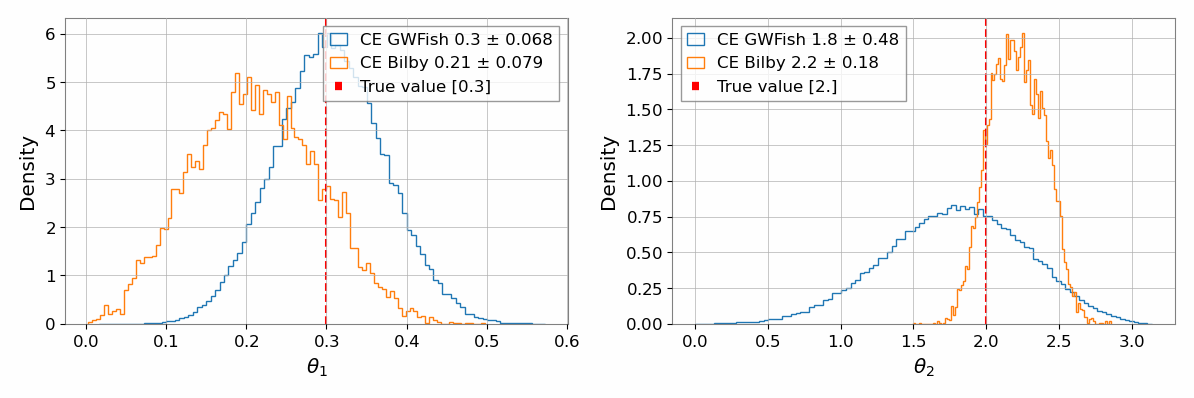 CE GWFish 0.3 ± 0.068
CE Bilby 0.21 ± 0.079
True value [0.3]
Density
6
5
4
3
2
1
0
0.0 0.1 0.2 0.3 0.4 0.5 0.6
θ1
CE GWFish 1.8 ± 0.48
CE Bilby 2.2 ± 0.18
True value [2.]
Density
2.00
1.75
1.50
1.25
1.00
0.75
0.50
0.25
0.00
0.0 0.5 1.0 1.5 2.0 2.5 3.0
θ2